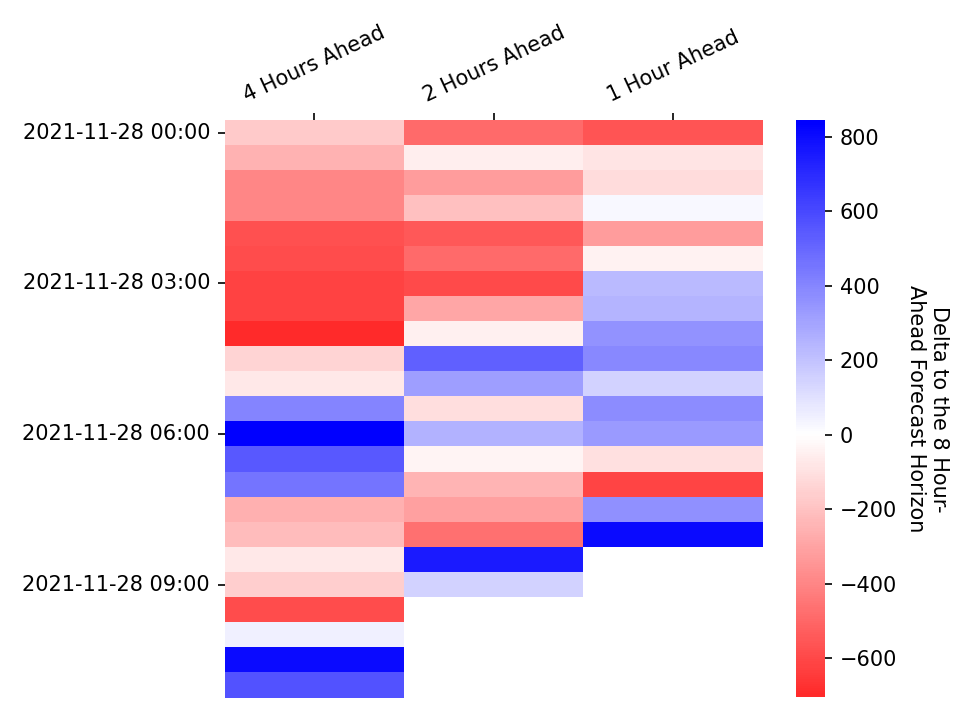 4 Hours Ahead
2 Hours Ahead
1 Hour Ahead
2021-11-28 00:00
2021-11-28 03:00
2021-11-28 06:00
2021-11-28 09:00
800
600
400
200
0
−200
−400
−600
Delta to the 8 Hour-
Ahead Forecast Horizon